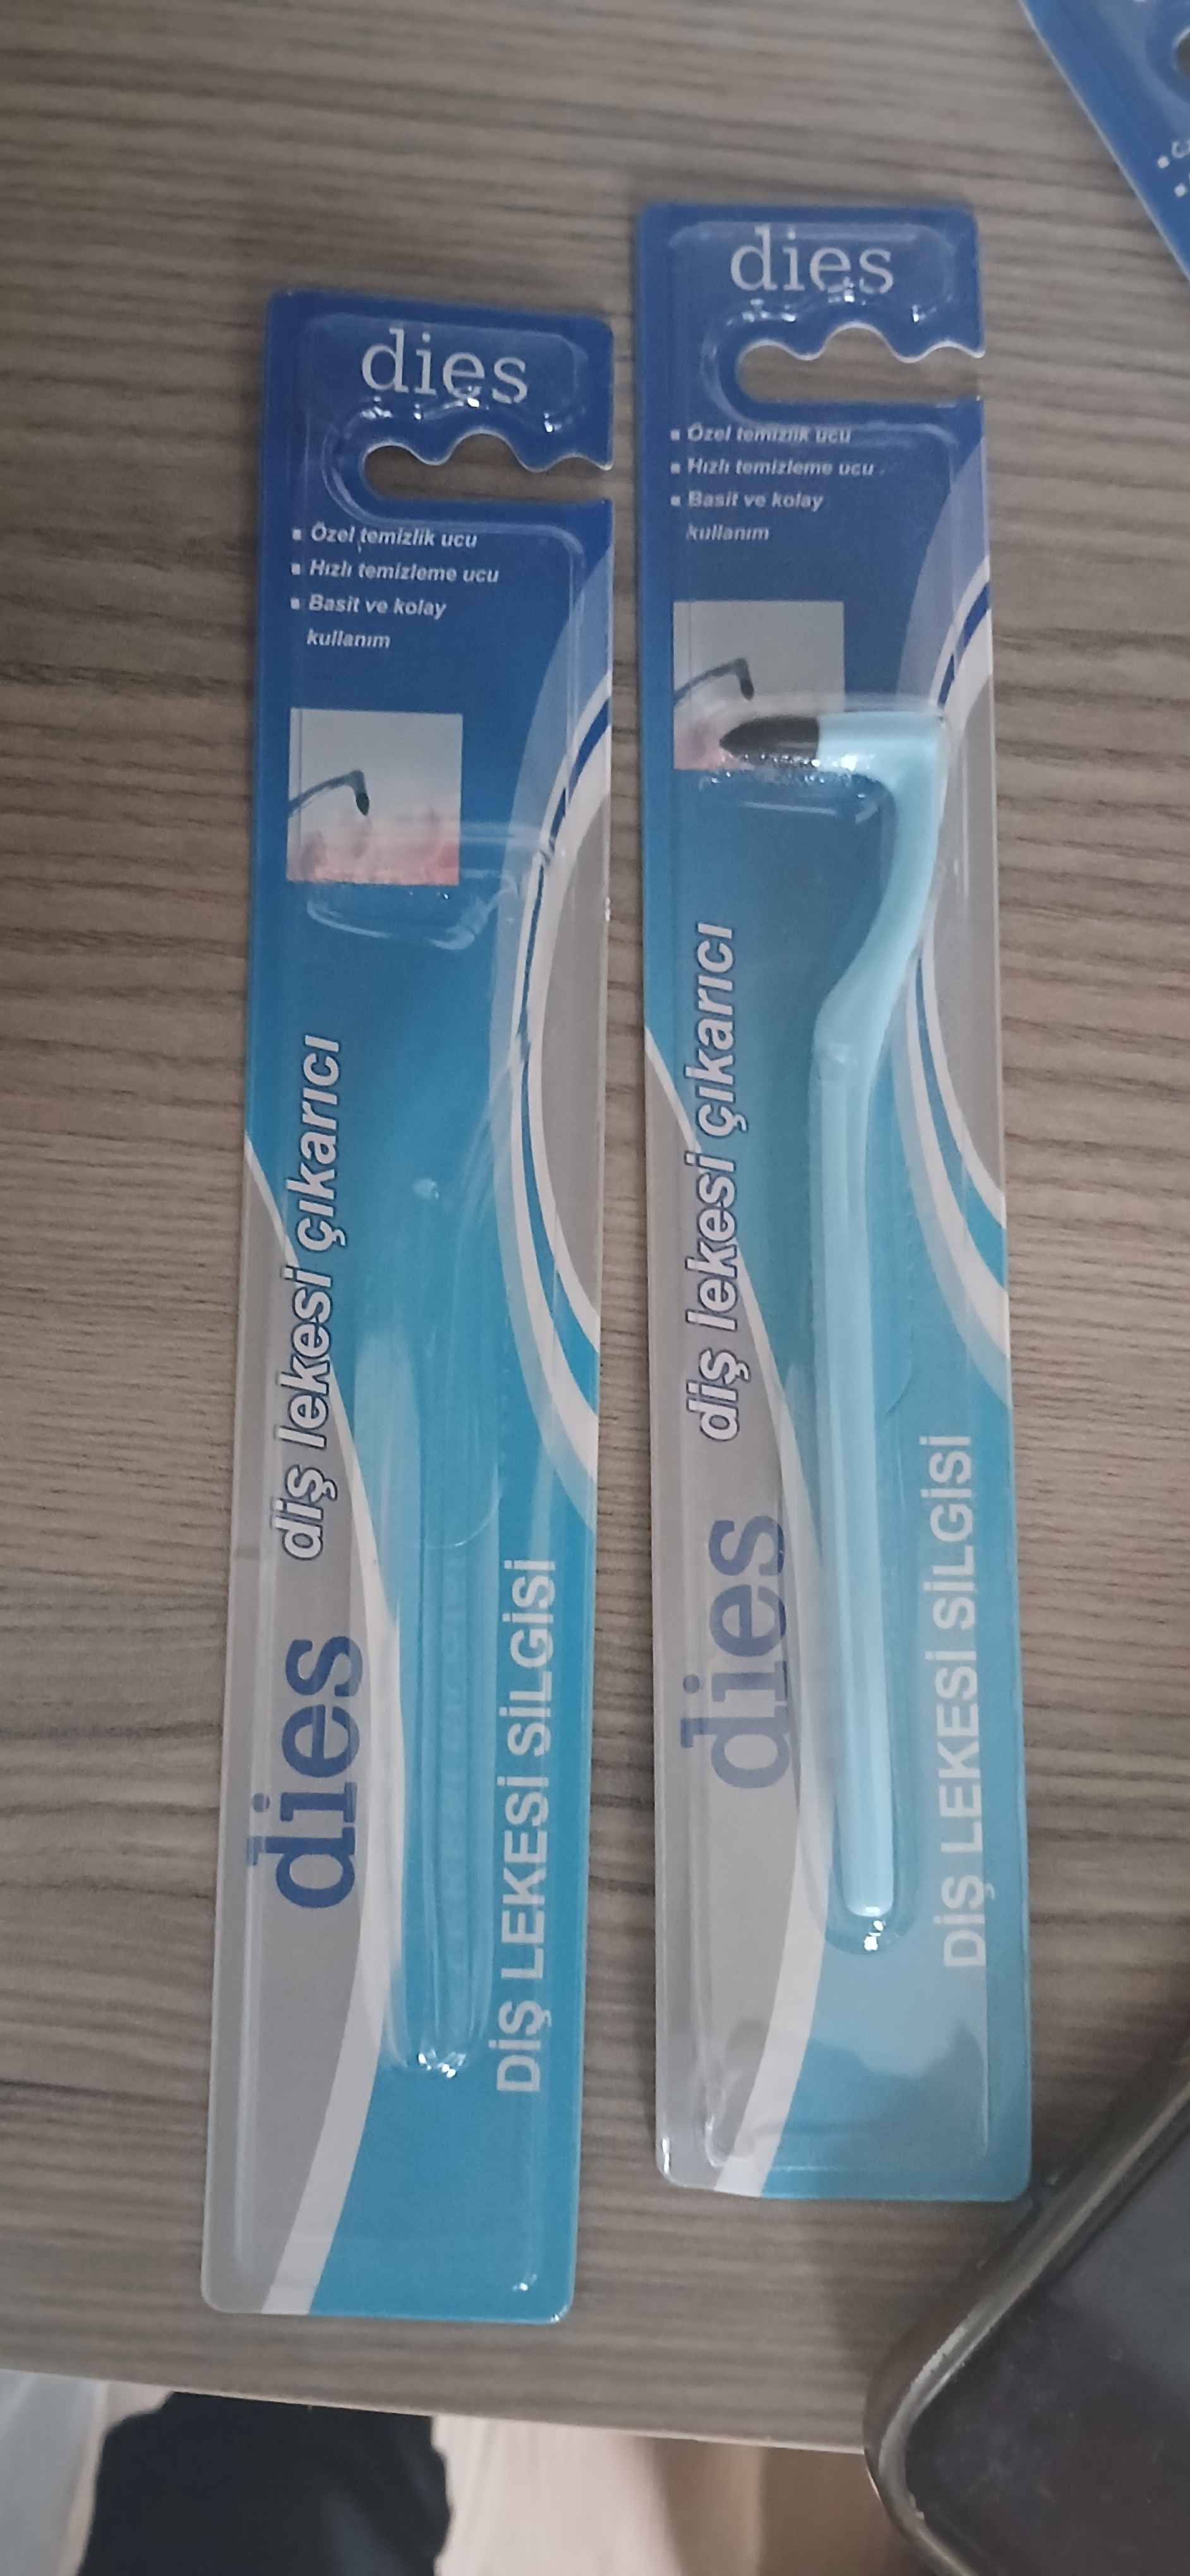 dies
▪ Özel temizlik ucu
▪ Hızlı temizleme ucu
▪ Basit ve kolay
kullanım
dies diş lekesi çıkarıcı
DİŞ LEKESİ SİLGİSİ
dies
▪ Özel temizlik ucu
▪ Hızlı temizleme ucu
▪ Basit ve kolay
kullanım
dies diş lekesi çıkarıcı
DİŞ LEKESİ SİLGİSİ